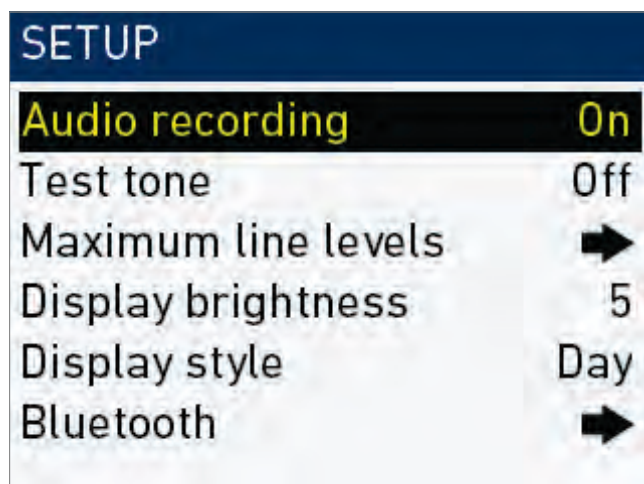 SETUP
Audio recording On
Test tone Off
Maximum line levels
Display brightness 5
Display style Day
Bluetooth